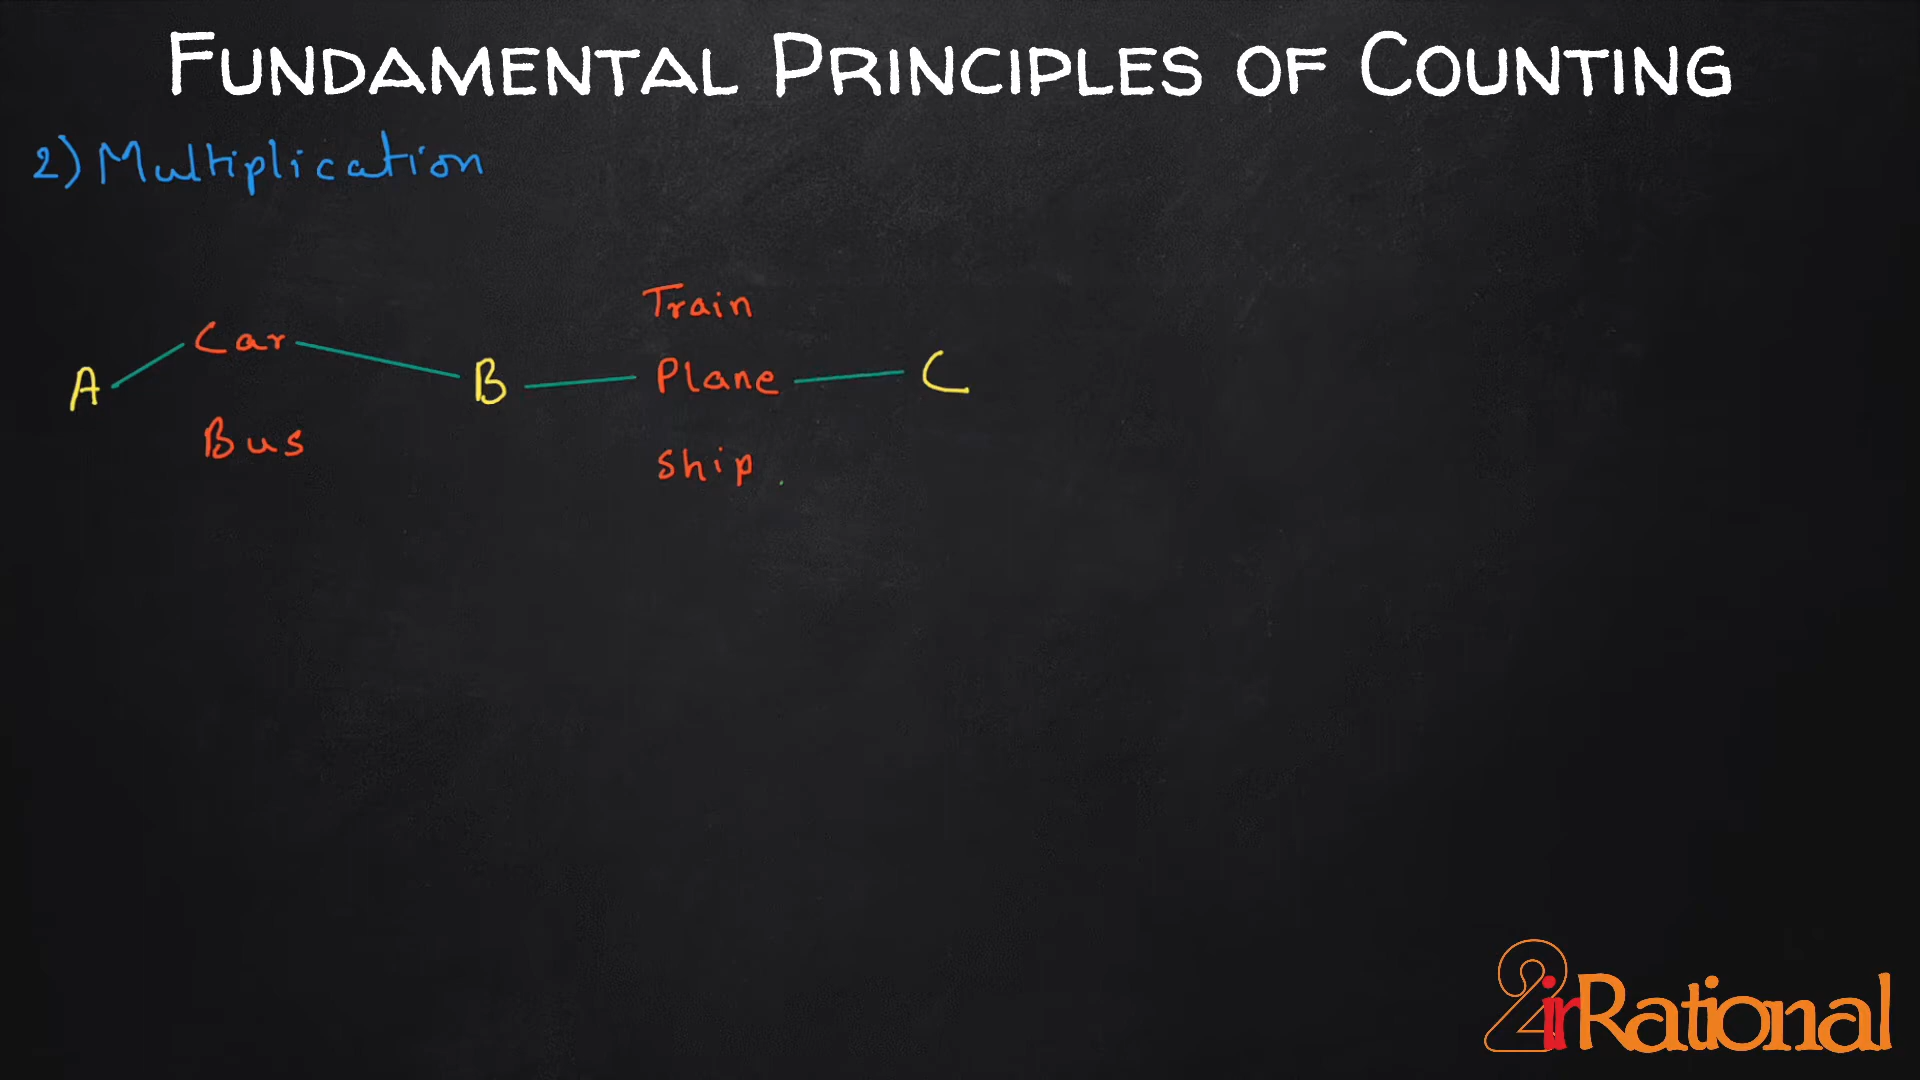 FUNDAMENTAL PRINCIPLES OF COUNTING
2) Multiplication
Train
Car
A B Plane C
Bus
Ship
2irRational